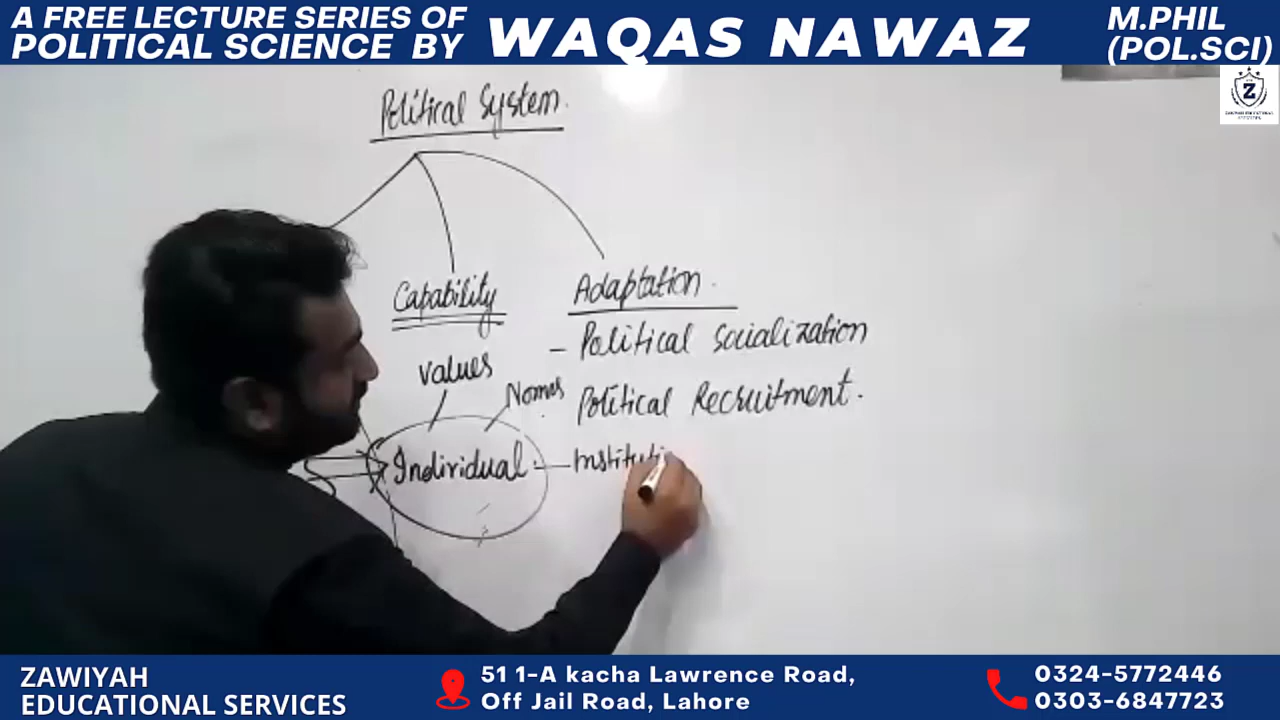 A FREE LECTURE SERIES OF
POLITICAL SCIENCE BY
WAQAS NAWAZ
M.PHIL
(POL.SCI)
Z
Political System.
Capability
Adaptation.
- Political Socialization
values
Noms
Political Recruitment.
Individual
Instituti
ZAWIYAH
EDUCATIONAL SERVICES
51 1-A kacha Lawrence Road,
Off Jail Road, Lahore
0324-5772446
0303-6847723